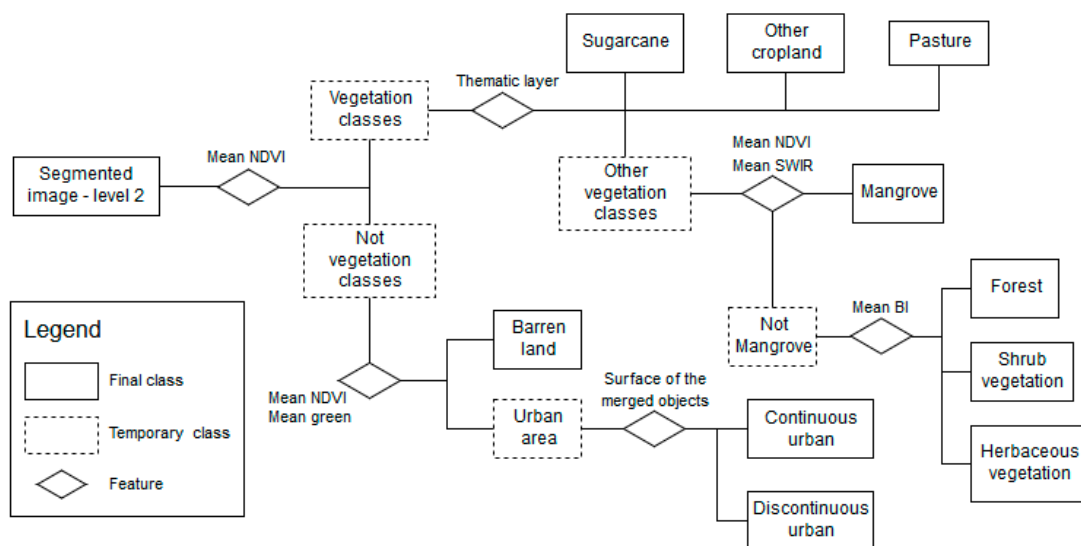 Sugarcane
Other
cropland
Pasture
Thematic layer
Vegetation
classes
Mean NDVI
Segmented
image - level 2
Other
vegetation
classes
Mean NDVI
Mean SWIR
Mangrove
Not
vegetation
classes
Not
Mangrove
Mean BI
Forest
Shrub
vegetation
Herbaceous
vegetation
Mean NDVI
Mean green
Barren
land
Urban
area
Surface of the
merged objects
Continuous
urban
Discontinuous
urban
Legend
Final class
Temporary class
Feature